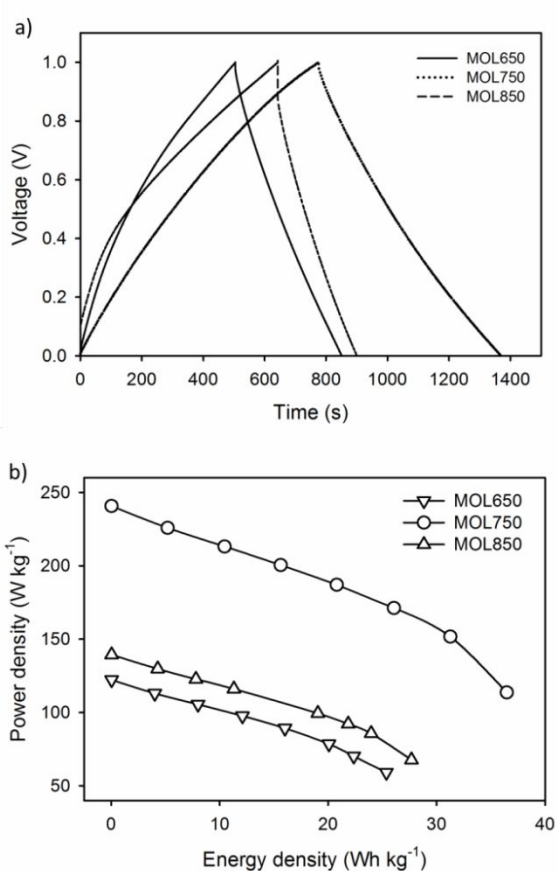 a)
MOL650
MOL750
MOL850
1.0
0.8
0.6
0.4
0.2
0.0
Voltage (V)
0 200 400 600 800 1000 1200 1400
Time (s)
b)
MOL650
MOL750
MOL850
250
200
150
100
50
Power density (W kg⁻¹)
0 10 20 30 40
Energy density (Wh kg⁻¹)